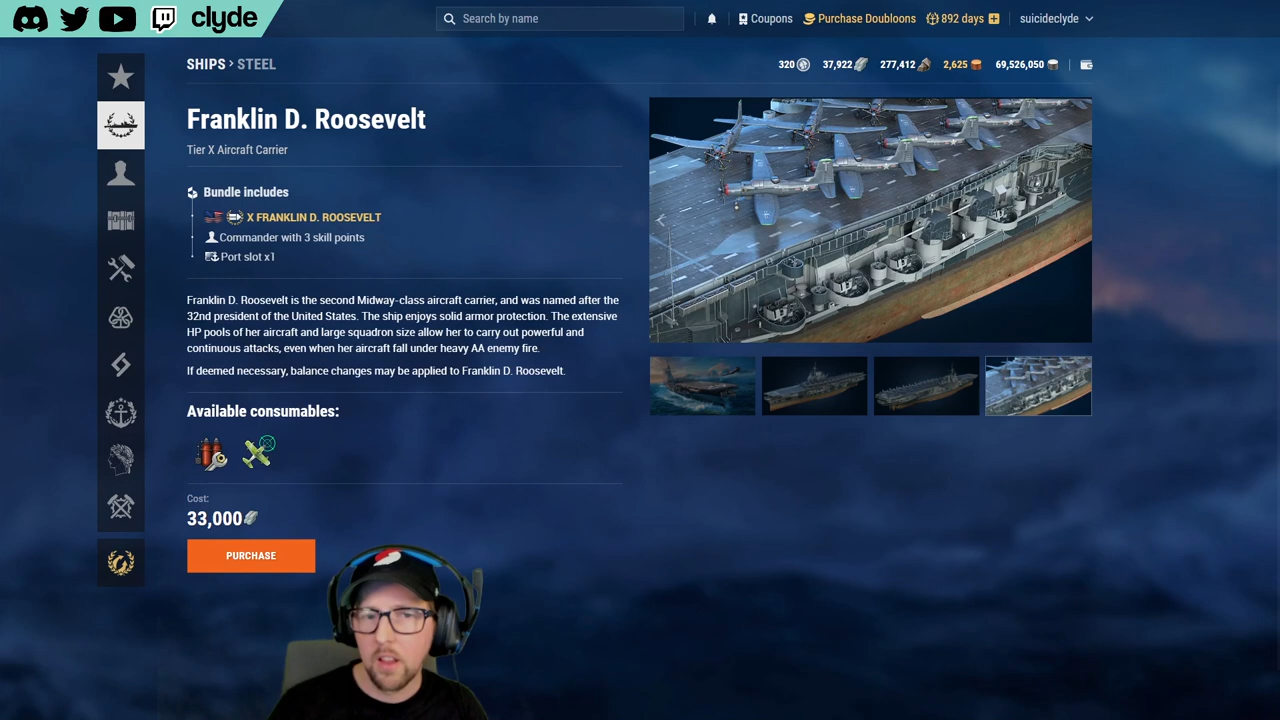 clyde
Search by name
Coupons
Purchase Doubloons
892 days
suicideclyde
SHIPS > STEEL
320
37,922
277,412
2,625
69,526,050
Franklin D. Roosevelt
Tier X Aircraft Carrier
Bundle includes
X FRANKLIN D. ROOSEVELT
Commander with 3 skill points
Port slot x1
Franklin D. Roosevelt is the second Midway-class aircraft carrier, and was named after the
32nd president of the United States. The ship enjoys solid armor protection. The extensive
HP pools of her aircraft and large squadron size allow her to carry out powerful and
continuous attacks, even when her aircraft fall under heavy AA enemy fire.
If deemed necessary, balance changes may be applied to Franklin D. Roosevelt.
Available consumables:
Cost:
33,000
PURCHASE